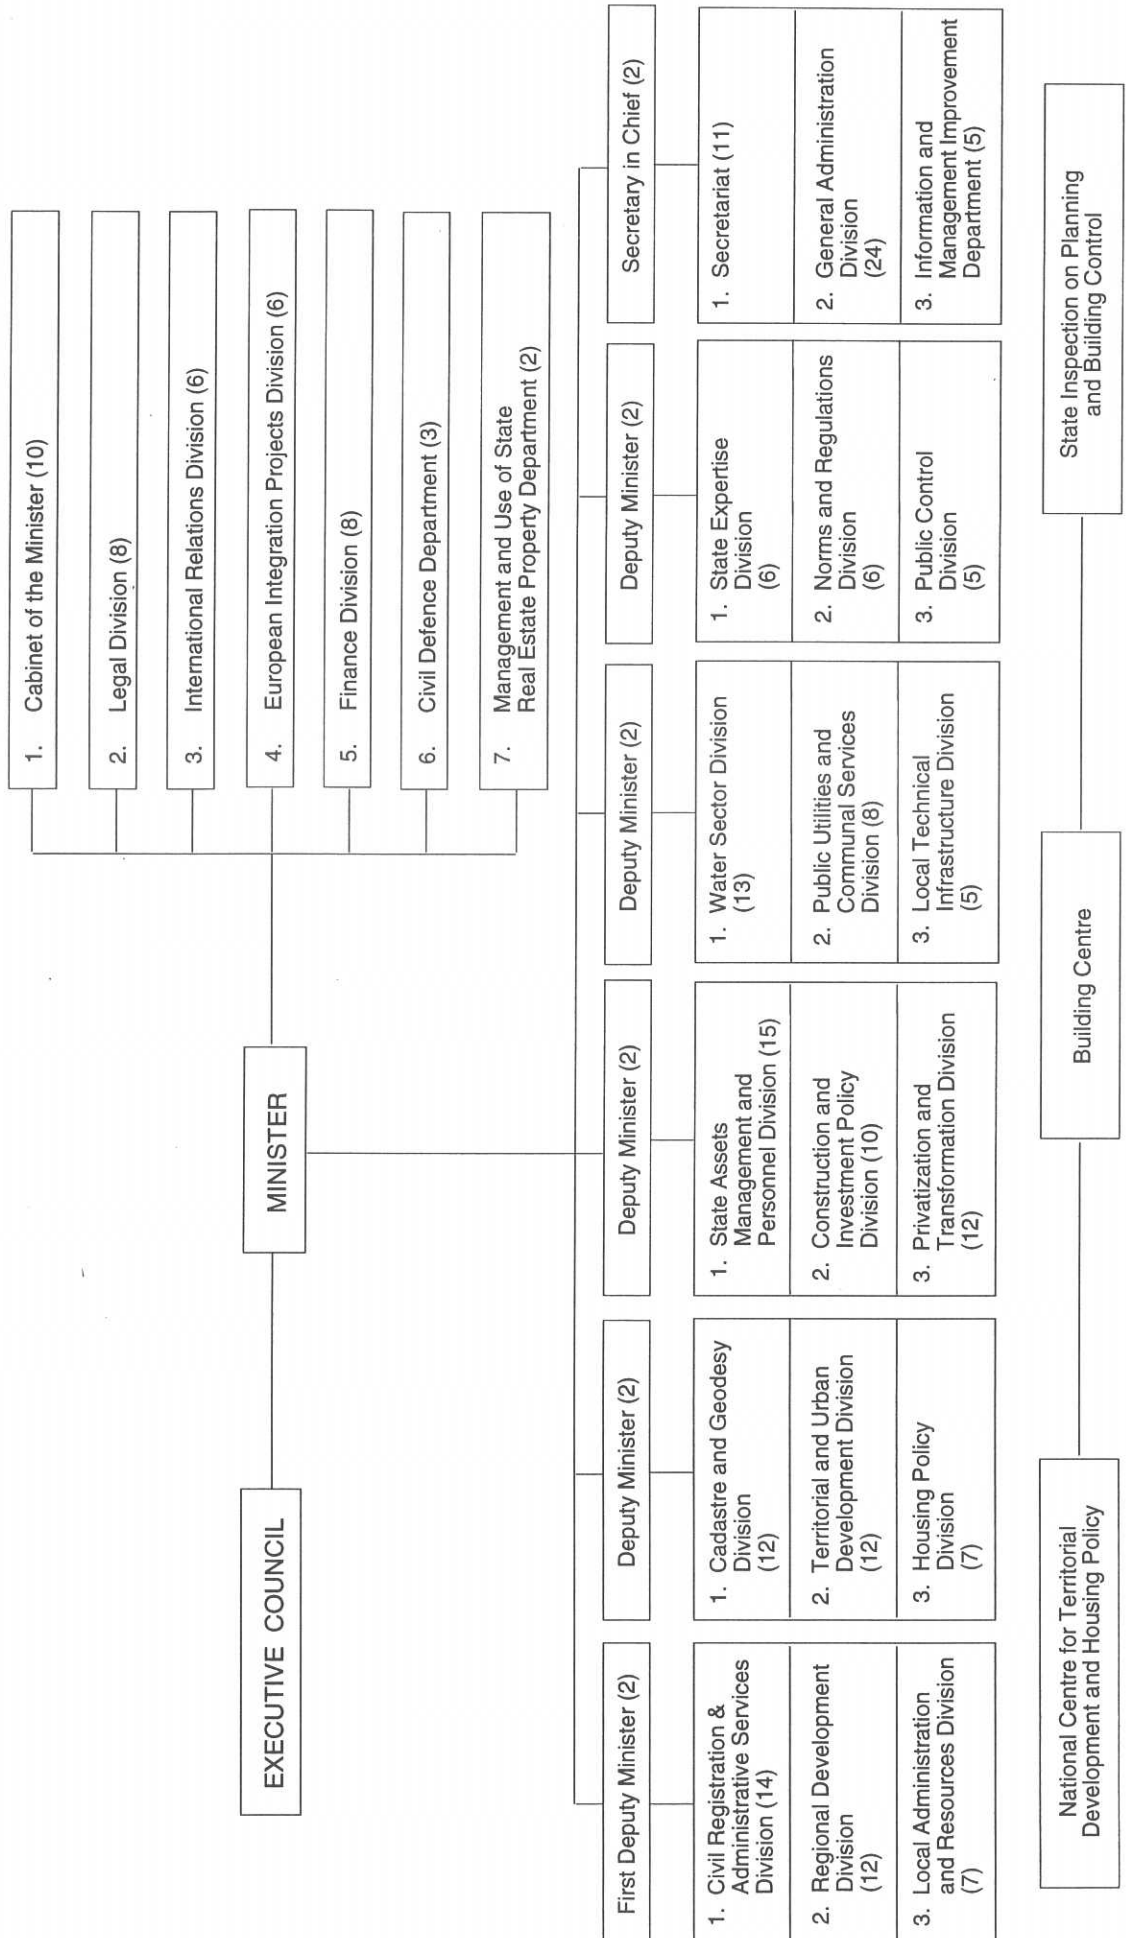 EXECUTIVE COUNCIL
MINISTER
1. Cabinet of the Minister (10)
2. Legal Division (8)
3. International Relations Division (6)
4. European Integration Projects Division (6)
5. Finance Division (8)
6. Civil Defence Department (3)
7. Management and Use of State
Real Estate Property Department (2)
First Deputy Minister (2)
1. Civil Registration &
Administrative Services
Division (14)
2. Regional Development
Division
(12)
3. Local Administration
and Resources Division
(7)
Deputy Minister (2)
1. Cadastre and Geodesy
Division
(12)
2. Territorial and Urban
Development Division
(12)
3. Housing Policy
Division
(7)
Deputy Minister (2)
1. State Assets
Management and
Personnel Division (15)
2. Construction and
Investment Policy
Division (10)
3. Privatization and
Transformation Division
(12)
Deputy Minister (2)
1. Water Sector Division
(13)
2. Public Utilities and
Communal Services
Division (8)
3. Local Technical
Infrastructure Division
(5)
Deputy Minister (2)
1. State Expertise
Division
(6)
2. Norms and Regulations
Division
(6)
3. Public Control
Division
(5)
Secretary in Chief (2)
1. Secretariat (11)
2. General Administration
Division
(24)
3. Information and
Management Improvement
Department (5)
National Centre for Territorial
Development and Housing Policy
Building Centre
State Inspection on Planning
and Building Control